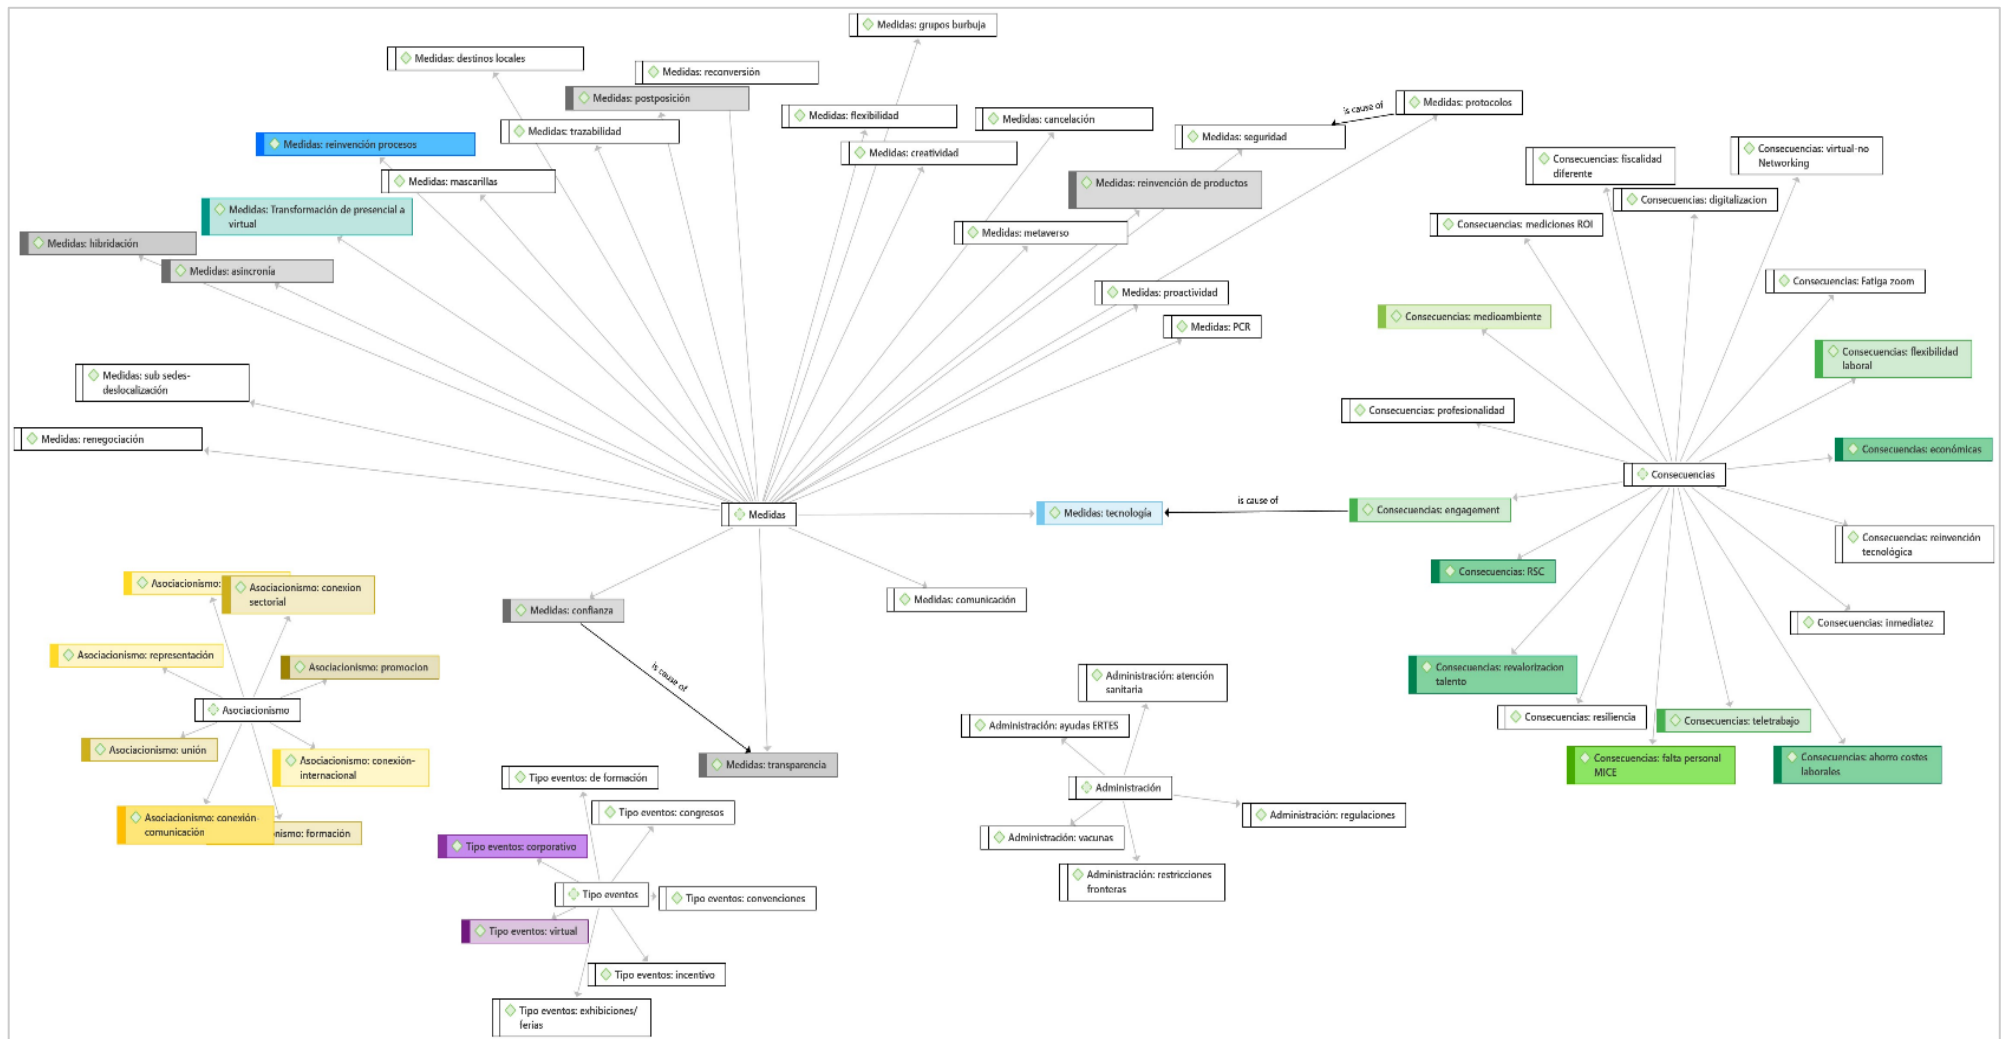 Medidas: grupos burbuja
Medidas: destinos locales
Medidas: reconversión
Medidas: postposición
Medidas: flexibilidad
Medidas: cancelación
is cause of
Medidas: protocolos
Medidas: trazabilidad
Medidas: seguridad
Medidas: reinvención procesos
Medidas: creatividad
Consecuencias: fiscalidad
diferente
Consecuencias: virtual-no
Networking
Medidas: mascarillas
Medidas: reinvención de productos
Consecuencias: digitalizacion
Medidas: Transformación de presencial a
virtual
Consecuencias: mediciones ROI
Medidas: metaverso
Medidas: hibridación
Medidas: asincronía
Medidas: proactividad
Consecuencias: Fatiga zoom
Consecuencias: medioambiente
Medidas: PCR
Consecuencias: flexibilidad
laboral
Medidas: sub sedes-
deslocalización
Consecuencias: profesionalidad
Medidas: renegociación
Consecuencias: económicas
Consecuencias
Medidas
Medidas: tecnología
is cause of
Consecuencias: engagement
Consecuencias: reinvención
tecnológica
Consecuencias: RSC
Asociacionismo:
Asociacionismo: conexion
sectorial
Medidas: confianza
Medidas: comunicación
Consecuencias: inmediatez
Asociacionismo: representación
Asociacionismo: promocion
is cause of
Administración: atención
sanitaria
Consecuencias: revalorizacion
talento
Asociacionismo
Administración: ayudas ERTES
Consecuencias: resiliencia
Consecuencias: teletrabajo
Asociacionismo: unión
Asociacionismo: conexión-
internacional
Medidas: transparencia
Consecuencias: falta personal
MICE
Consecuencias: ahorro costes
laborales
Tipo eventos: de formación
Administración
Tipo eventos: congresos
Administración: regulaciones
Asociacionismo: conexión-
comunicación
onismo: formación
Administración: vacunas
Tipo eventos: corporativo
Administración: restricciones
fronteras
Tipo eventos
Tipo eventos: convenciones
Tipo eventos: virtual
Tipo eventos: incentivo
Tipo eventos: exhibiciones/
ferias